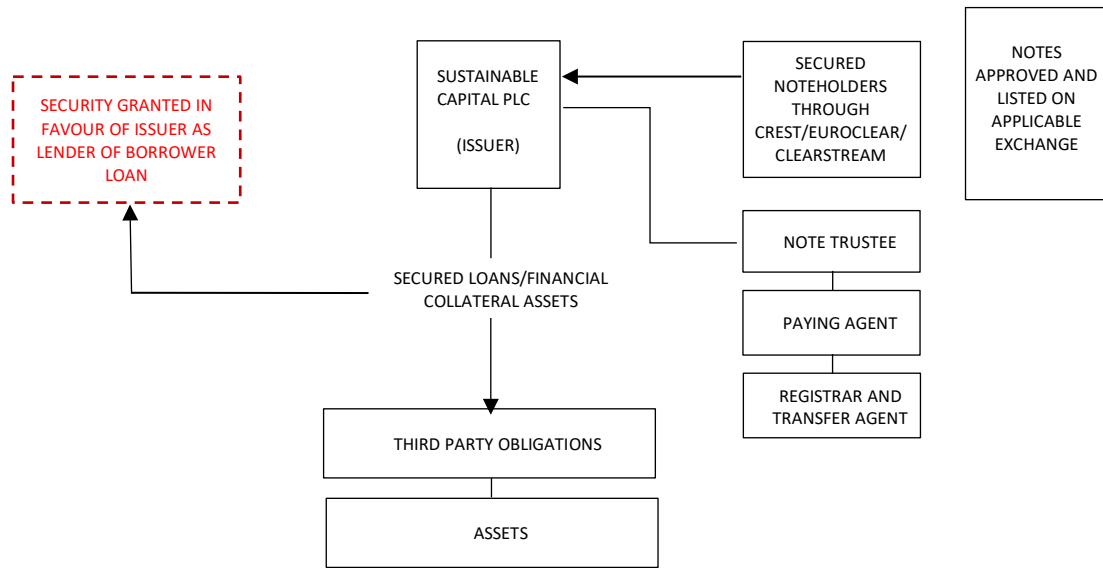 SECURITY GRANTED IN
FAVOUR OF ISSUER AS
LENDER OF BORROWER
LOAN
SUSTAINABLE
CAPITAL PLC
(ISSUER)
SECURED
NOTEHOLDERS
THROUGH
CREST/EUROCLEAR/
CLEARSTREAM
NOTES
APPROVED AND
LISTED ON
APPLICABLE
EXCHANGE
NOTE TRUSTEE
SECURED LOANS/FINANCIAL
COLLATERAL ASSETS
PAYING AGENT
REGISTRAR AND
TRANSFER AGENT
THIRD PARTY OBLIGATIONS
ASSETS